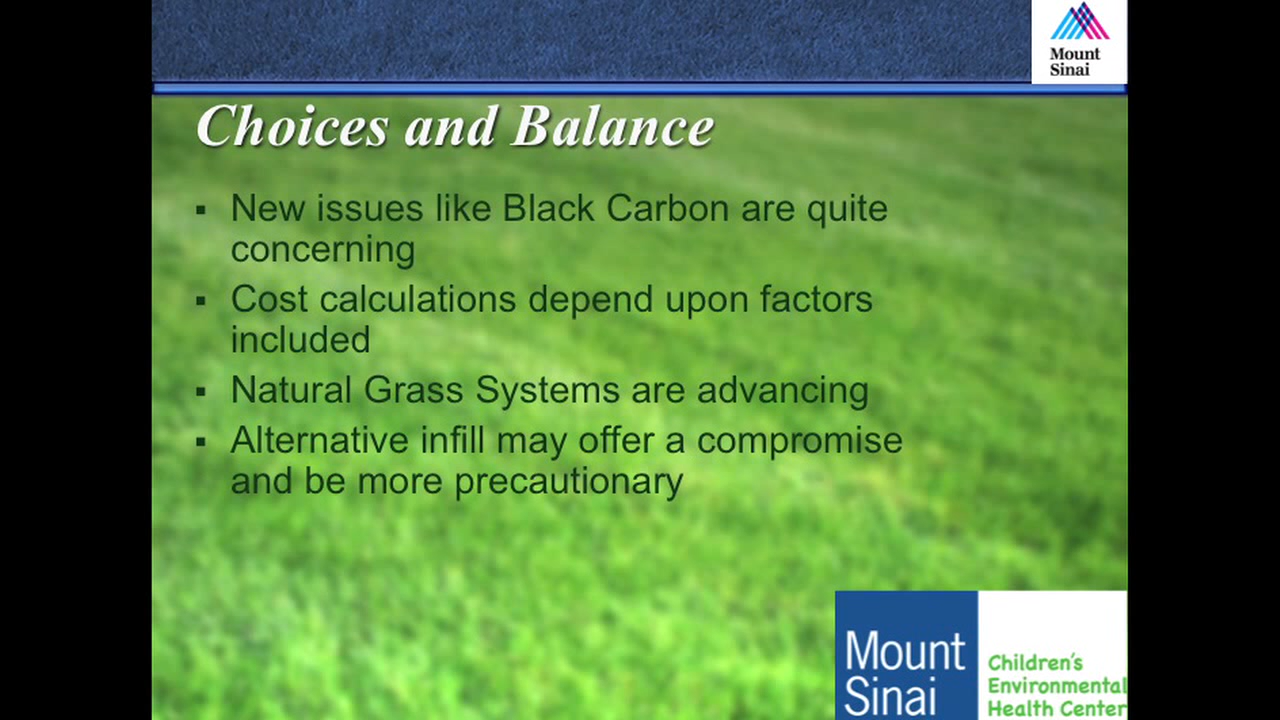 Mount
Sinai
Choices and Balance
▪ New issues like Black Carbon are quite
concerning
▪ Cost calculations depend upon factors
included
▪ Natural Grass Systems are advancing
▪ Alternative infill may offer a compromise
and be more precautionary
Mount
Sinai
Children's
Environmental
Health Center